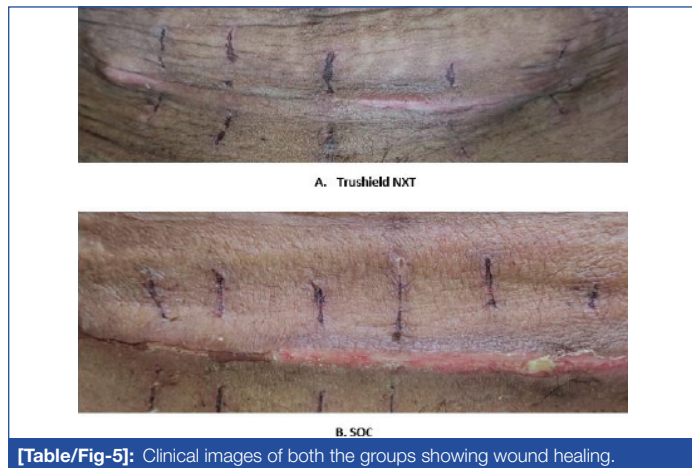 A. Trushield NXT
B. SOC
[Table/Fig-5]: Clinical images of both the groups showing wound healing.